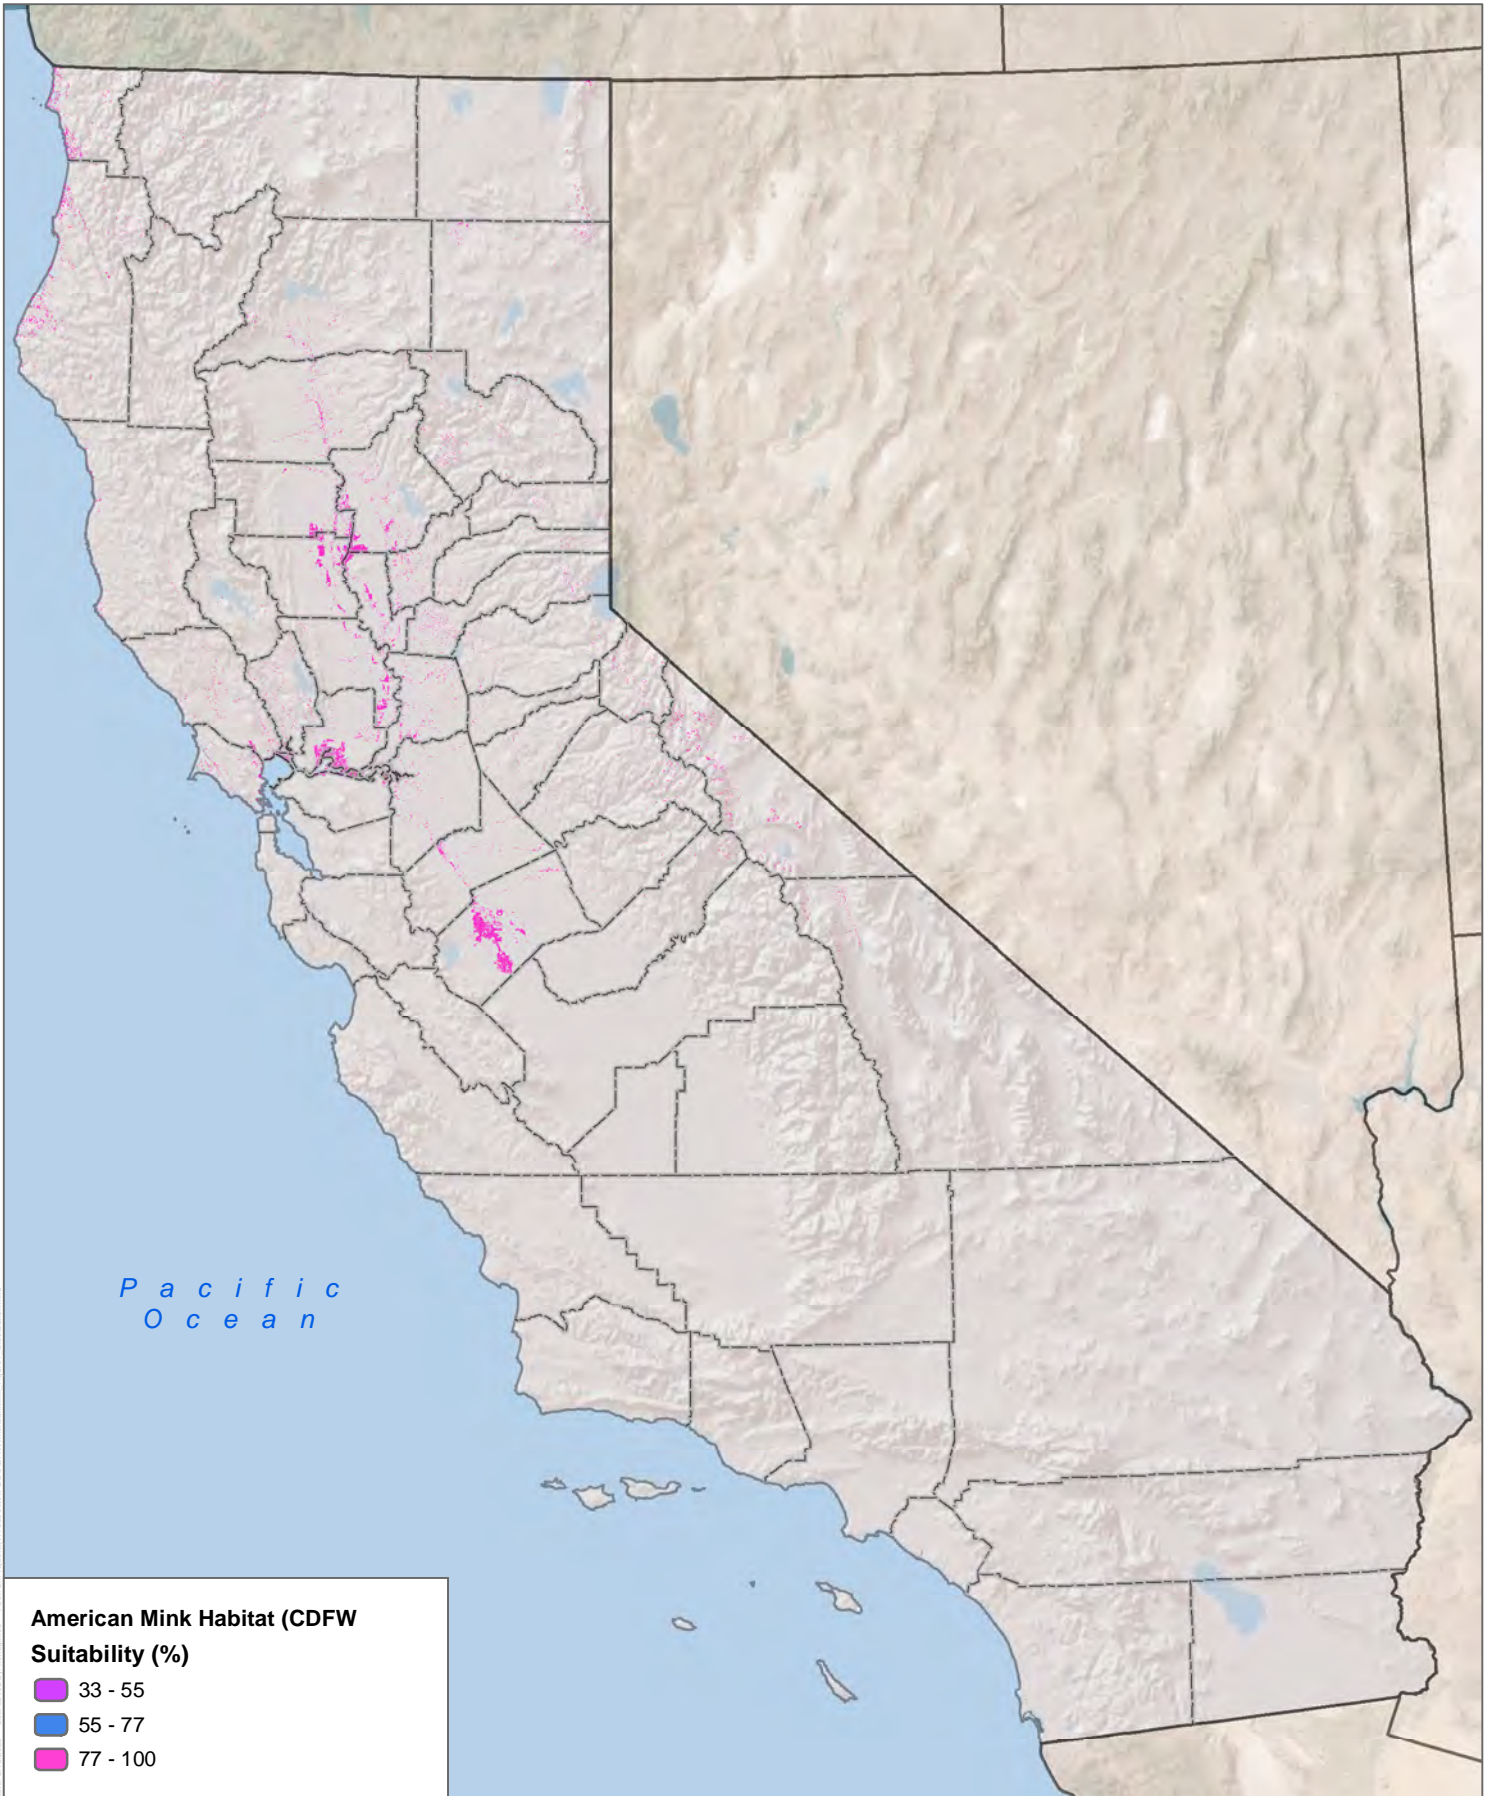 P a c i f i c
O c e a n
American Mink Habitat (CDFW
Suitability (%)
33 - 55
55 - 77
77 - 100